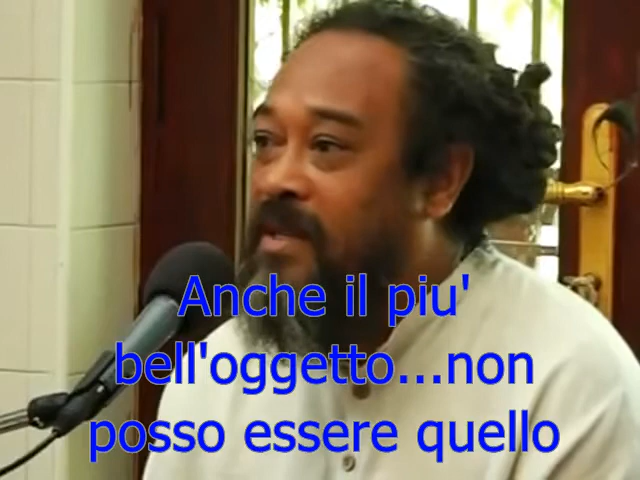 Anche il piu'
bell'oggetto...non
posso essere quello